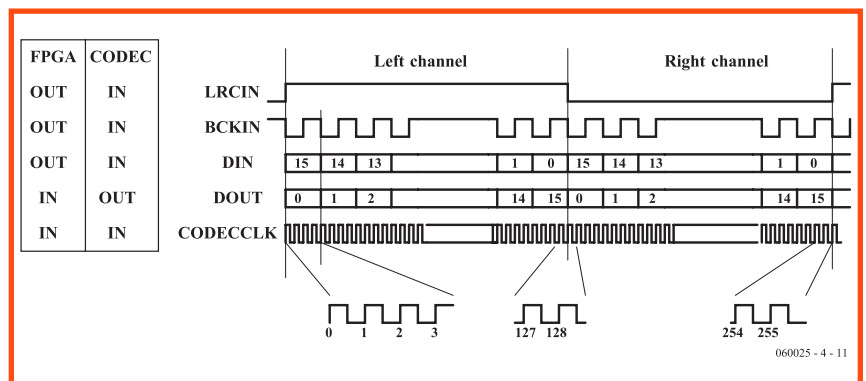 FPGA CODEC
Left channel Right channel
OUT IN LRCIN
OUT IN BCKIN
OUT IN DIN 15 14 13 1 0 15 14 13 1 0
IN OUT DOUT 0 1 2 14 15 0 1 2 14 15
IN IN CODECCLK
0 1 2 3 127 128 254 255
060025 - 4 - 11